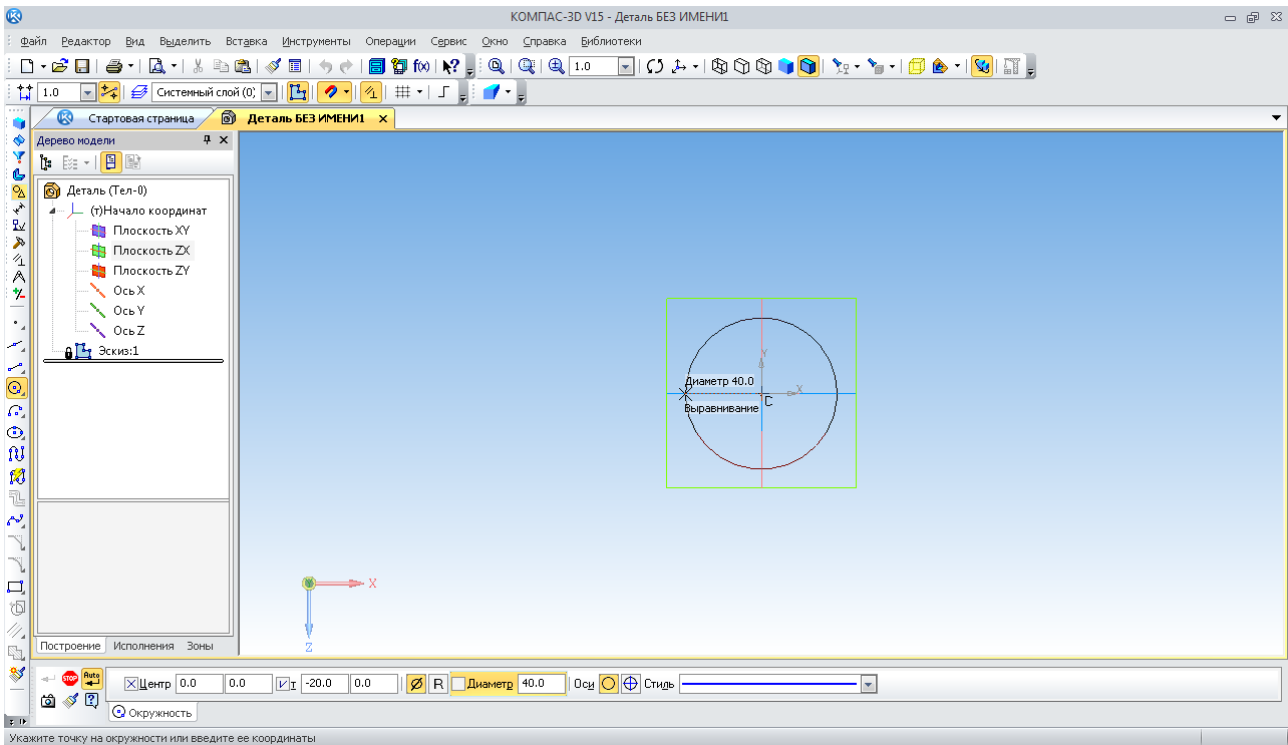 КОМПАС-3D V15 - Деталь БЕЗ ИМЕНИ1
Файл Редактор Вид Выделить Вставка Инструменты Операции Сервис Окно Справка Библиотеки
f(x) 1.0
1.0 Системный слой (0;
Стартовая страница Деталь БЕЗ ИМЕНИ1
Дерево модели
Деталь (Тел-0)
(т)Начало координат
Плоскость XY
Плоскость ZX
Плоскость ZY
Ось X
Ось Y
Ось Z
Эскиз:1
Y
Диаметр 40.0
X
Выравнивание
X
Z
Построение Исполнения Зоны
STOP Auto Центр 0.0 0.0 т -20.0 0.0 R Диаметр 40.0 Оси Стиль
Окружность
Укажите точку на окружности или введите ее координаты